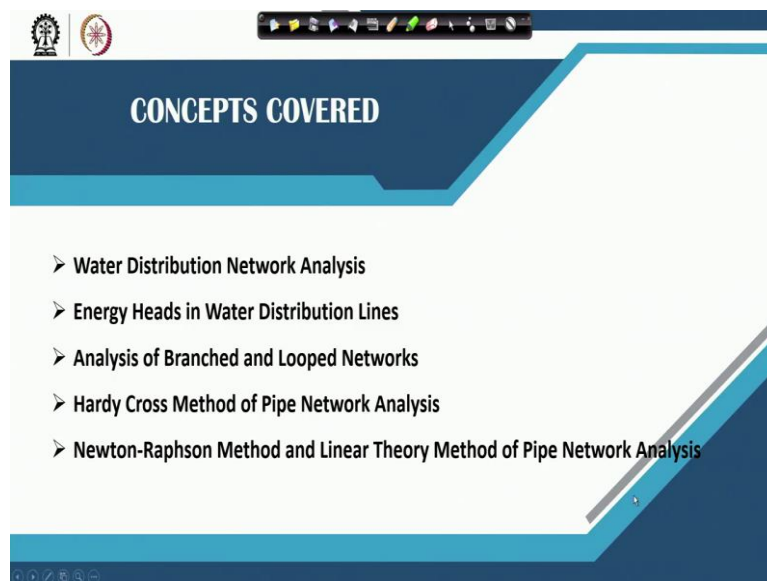 CONCEPTS COVERED
Water Distribution Network Analysis
Energy Heads in Water Distribution Lines
Analysis of Branched and Looped Networks
Hardy Cross Method of Pipe Network Analysis
Newton-Raphson Method and Linear Theory Method of Pipe Network Analysis